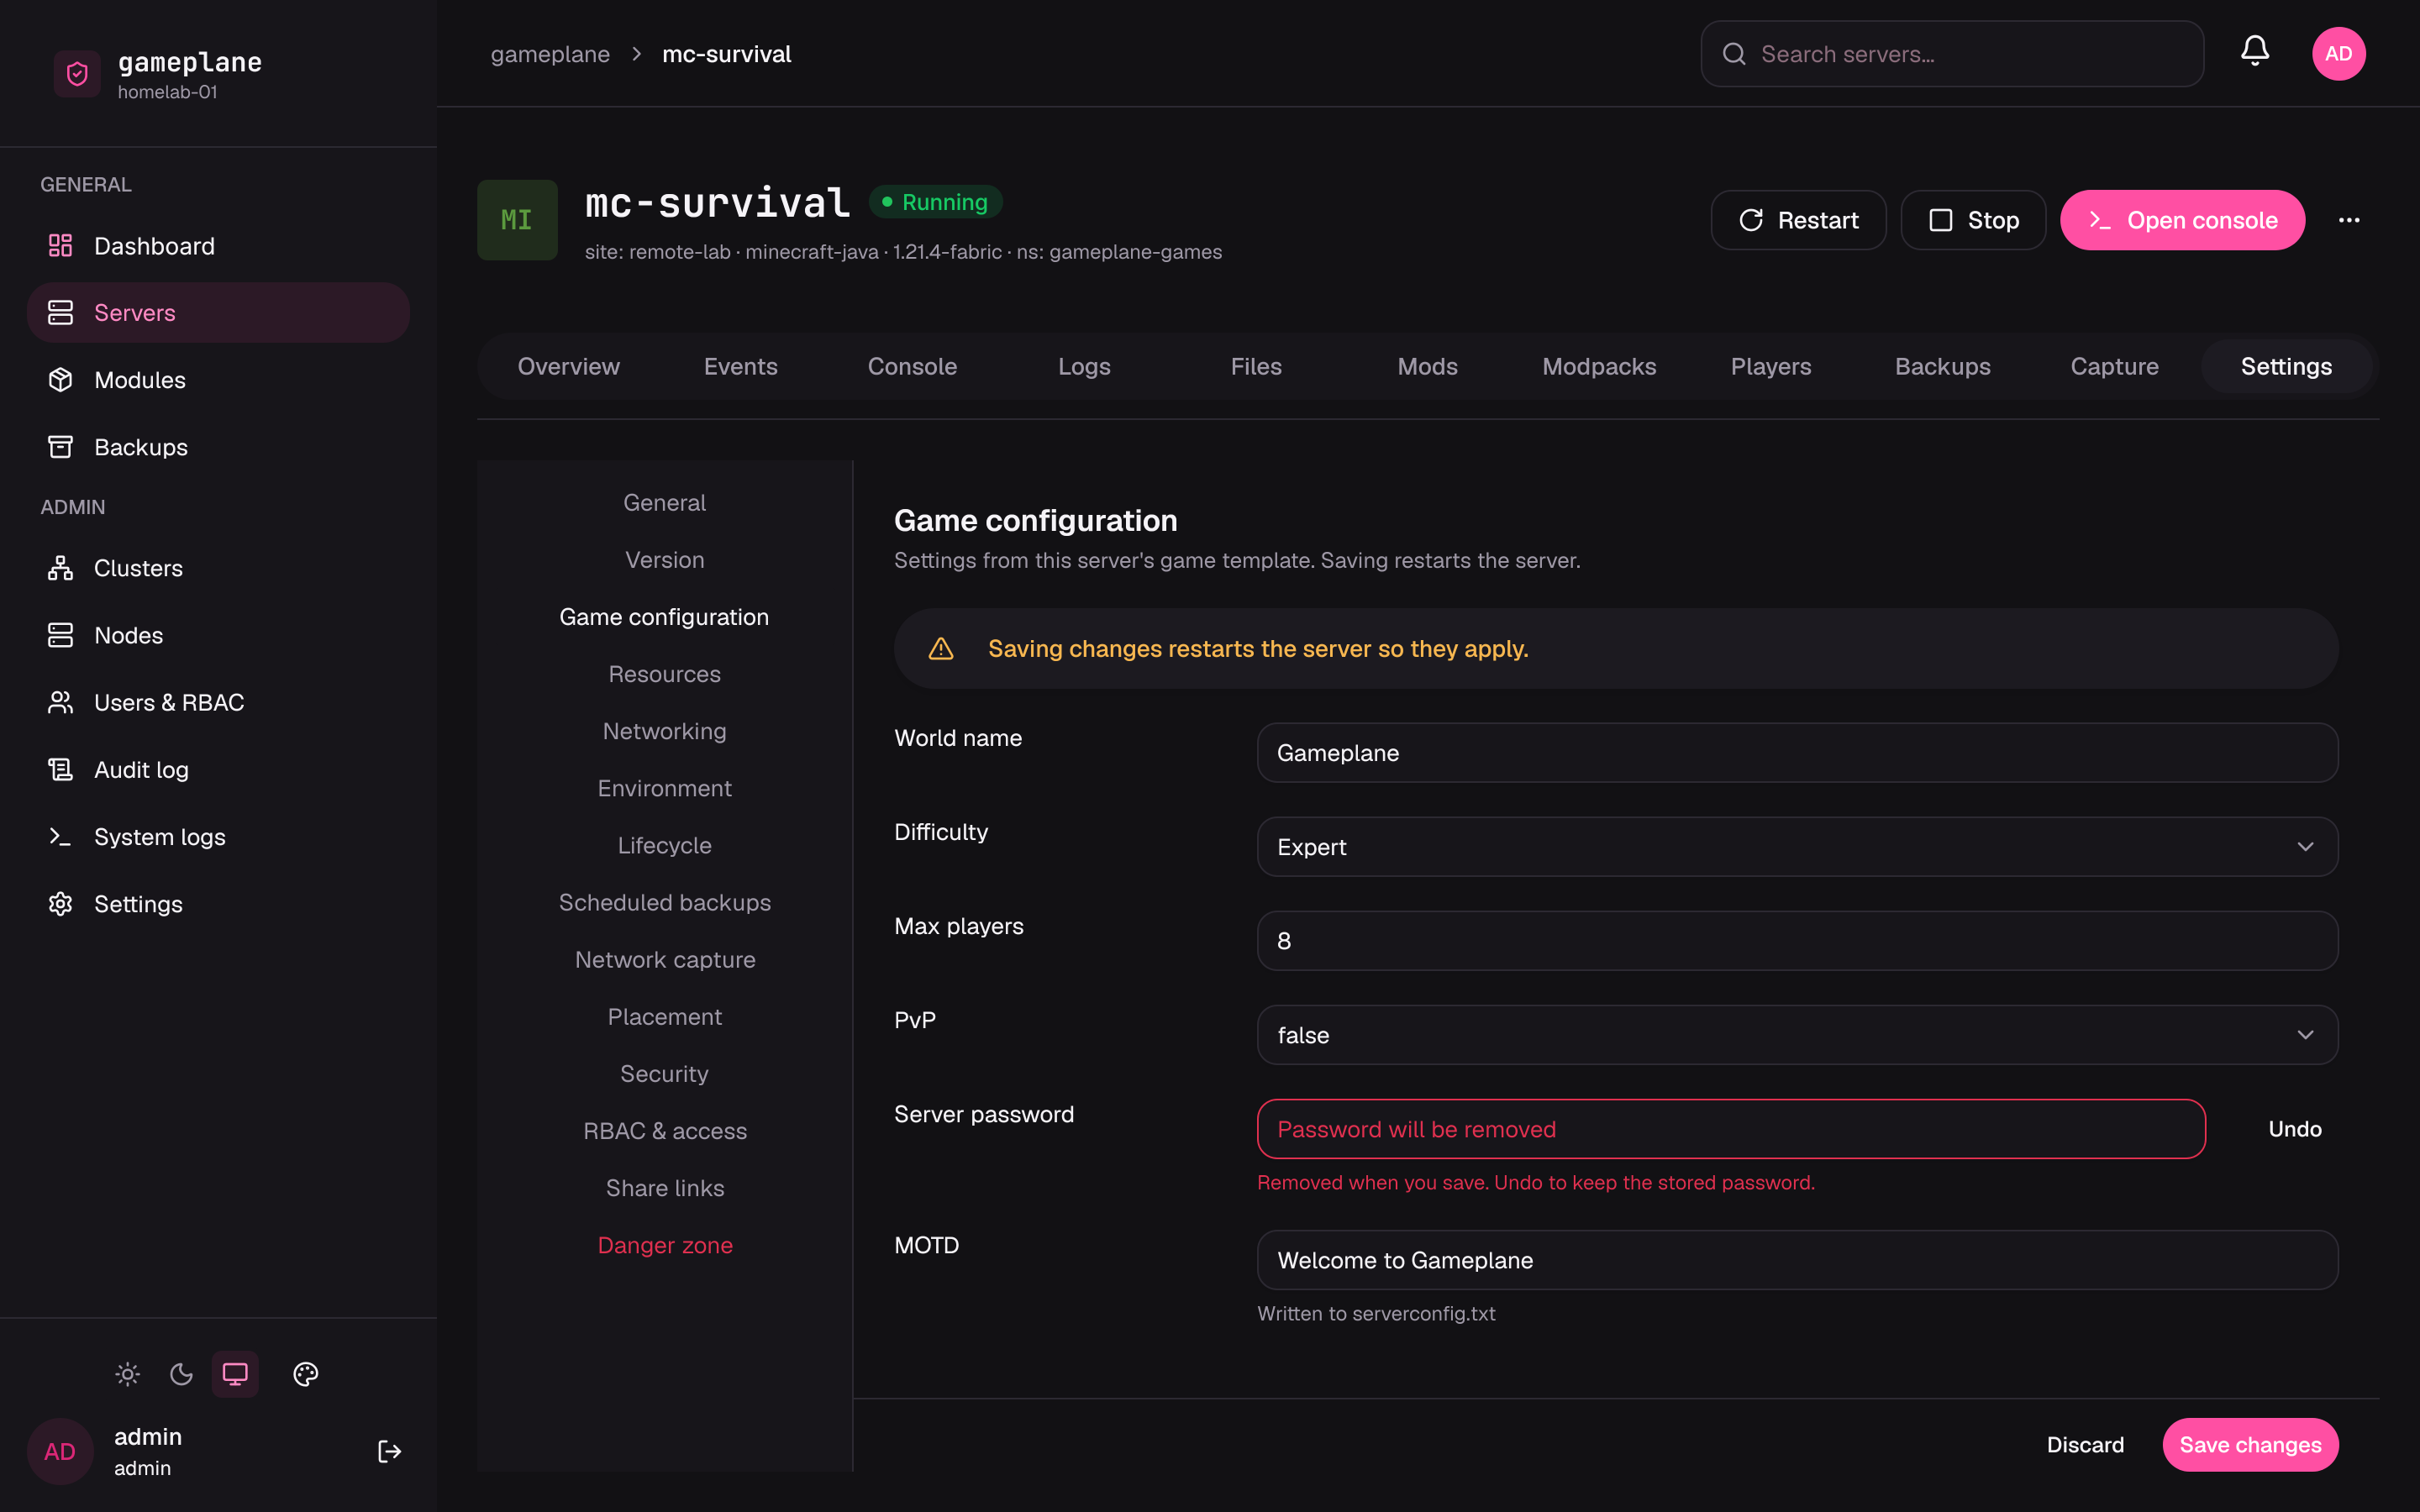 gameplane
homelab-01
GENERAL
Dashboard
Servers
Modules
Backups
ADMIN
Clusters
Nodes
Users & RBAC
Audit log
System logs
Settings
AD
admin
admin
gameplane > mc-survival
Search servers...
AD
MI
mc-survival
Running
site: remote-lab · minecraft-java · 1.21.4-fabric · ns: gameplane-games
Restart
Stop
Open console
Overview
Events
Console
Logs
Files
Mods
Modpacks
Players
Backups
Capture
Settings
General
Version
Game configuration
Resources
Networking
Environment
Lifecycle
Scheduled backups
Network capture
Placement
Security
RBAC & access
Share links
Danger zone
Game configuration
Settings from this server's game template. Saving restarts the server.
Saving changes restarts the server so they apply.
World name
Gameplane
Difficulty
Expert
Max players
8
PvP
false
Server password
Password will be removed
Undo
Removed when you save. Undo to keep the stored password.
MOTD
Welcome to Gameplane
Written to serverconfig.txt
Discard
Save changes